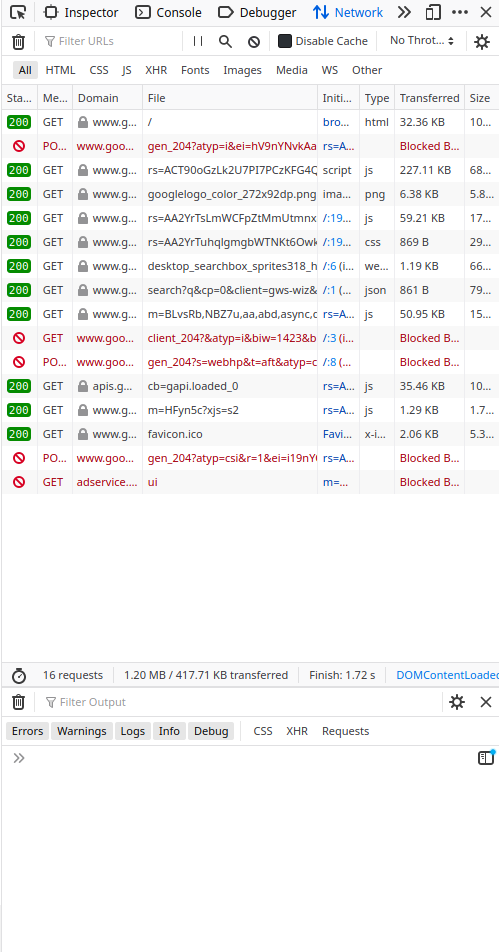 Inspector Console Debugger Network
Filter URLs Disable Cache No Throt...
All HTML CSS JS XHR Fonts Images Media WS Other
Sta... Me... Domain File Initi... Type Transferred Size
200 GET www.g... / bro... html 32.36 KB 10...
PO... www.goo... gen_204?atyp=i&ei=hV9nYNvkAa rs=A... Blocked B...
200 GET www.g... rs=ACT90oGzLk2U7PI7PCzKFG4Q script js 227.11 KB 68...
200 GET www.g... googlelogo_color_272x92dp.png ima... png 6.38 KB 5.8...
200 GET www.g... rs=AA2YrTsLmWCFpZtMmUtmnx /:19... js 59.21 KB 17...
200 GET www.g... rs=AA2YrTuhqIgmgbWTNKt6Owk /:19... css 869 B 29...
200 GET www.g... desktop_searchbox_sprites318_h /:6 (i... we... 1.19 KB 66...
200 GET www.g... search?q&cp=0&client=gws-wiz& /:1 (... json 861 B 79...
200 GET www.g... m=BLvsRb,NBZ7u,aa,abd,async,c rs=A... js 50.95 KB 15...
GET www.goo... client_204?&atyp=i&biw=1423&b /:3 (i... Blocked B...
PO... www.goo... gen_204?s=webhp&t=aft&atyp=c /:8 (... Blocked B...
200 GET apis.g... cb=gapi.loaded_0 rs=A... js 35.46 KB 10...
200 GET www.g... m=HFyn5c?xjs=s2 rs=A... js 1.29 KB 1.7...
200 GET www.g... favicon.ico Favi... x-i... 2.06 KB 5.3...
PO... www.goo... gen_204?atyp=csi&r=1&ei=i19nY rs=A... Blocked B...
GET adservice.... ui m=... Blocked B...
16 requests 1.20 MB / 417.71 KB transferred Finish: 1.72 s DOMContentLoaded
Filter Output
Errors Warnings Logs Info Debug CSS XHR Requests